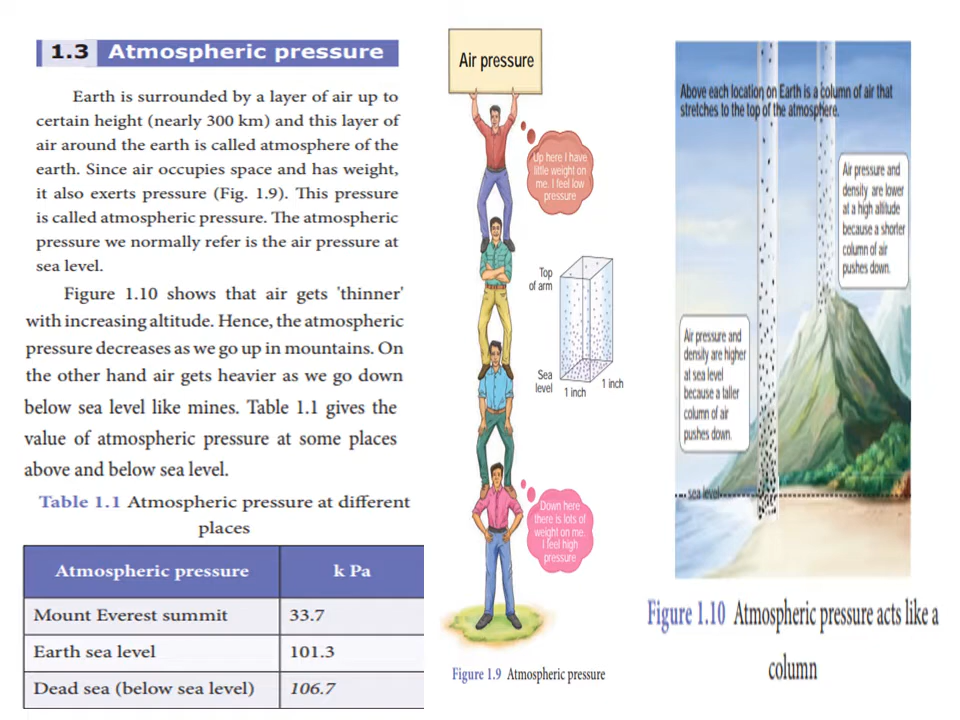 1.3 Atmospheric pressure
Earth is surrounded by a layer of air up to
certain height (nearly 300 km) and this layer of
air around the earth is called atmosphere of the
earth. Since air occupies space and has weight,
it also exerts pressure (Fig. 1.9). This pressure
is called atmospheric pressure. The atmospheric
pressure we normally refer is the air pressure at
sea level.
Figure 1.10 shows that air gets 'thinner'
with increasing altitude. Hence, the atmospheric
pressure decreases as we go up in mountains. On
the other hand air gets heavier as we go down
below sea level like mines. Table 1.1 gives the
value of atmospheric pressure at some places
above and below sea level.
Table 1.1 Atmospheric pressure at different
places
Atmospheric pressure k Pa
Mount Everest summit 33.7
Earth sea level 101.3
Dead sea (below sea level) 106.7
Air pressure
Up here I have
little weight on
me. I feel low
pressure
Top
of arm
Sea
level
1 inch
1 inch
Down here
there is lots of
weight on me.
I feel high
pressure
Figure 1.9 Atmospheric pressure
Above each location on Earth is a column of air that
stretches to the top of the atmosphere.
Air pressure and
density are lower
at a high altitude
because a shorter
column of air
pushes down.
Air pressure and
density are higher
at sea level
because a taller
column of air
pushes down.
sea level
Figure 1.10 Atmospheric pressure acts like a
column